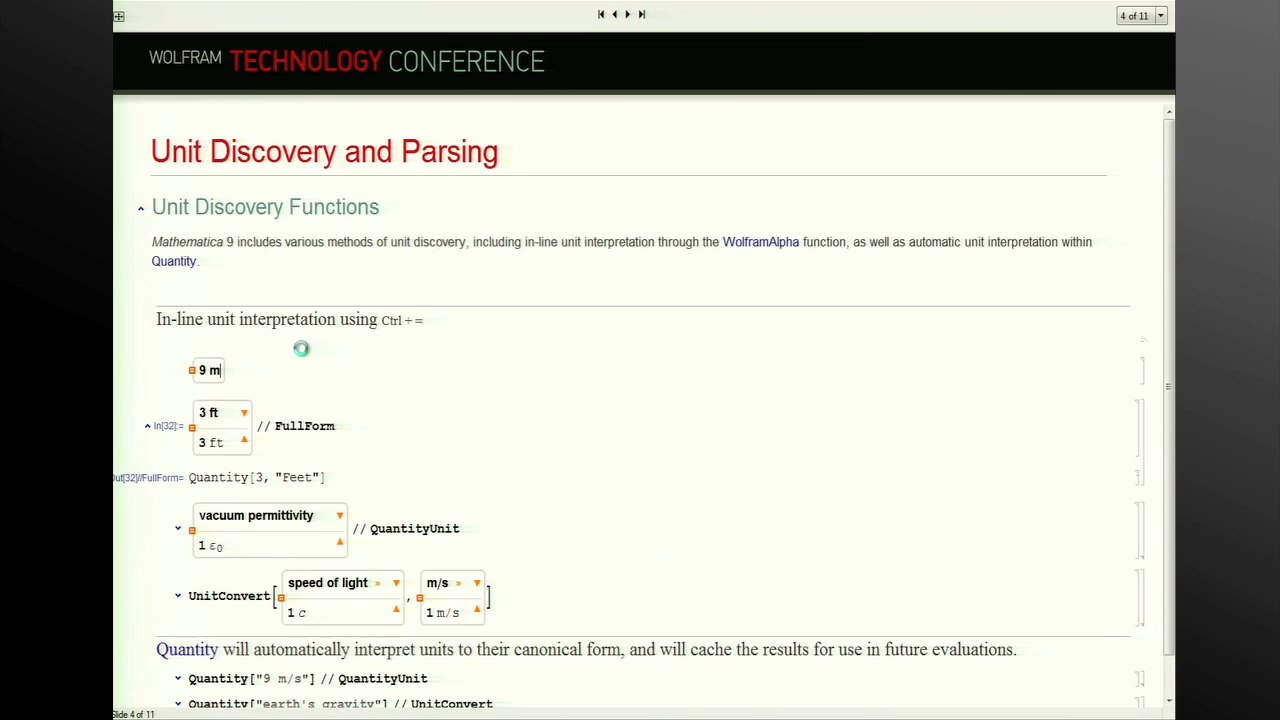 4 of 11
WOLFRAM TECHNOLOGY CONFERENCE
Unit Discovery and Parsing
Unit Discovery Functions
Mathematica 9 includes various methods of unit discovery, including in-line unit interpretation through the WolframAlpha function, as well as automatic unit interpretation within
Quantity.
In-line unit interpretation using Ctrl + =
9 m
3 ft
In[32]:= // FullForm
3 ft
Out[32]//FullForm= Quantity[3, "Feet"]
vacuum permittivity
// QuantityUnit
1 ε₀
speed of light » m/s »
UnitConvert[ , ]
1 c 1 m/s
Quantity will automatically interpret units to their canonical form, and will cache the results for use in future evaluations.
Quantity["9 m/s"] // QuantityUnit
Quantity["earth's gravity"] // UnitConvert
Slide 4 of 11